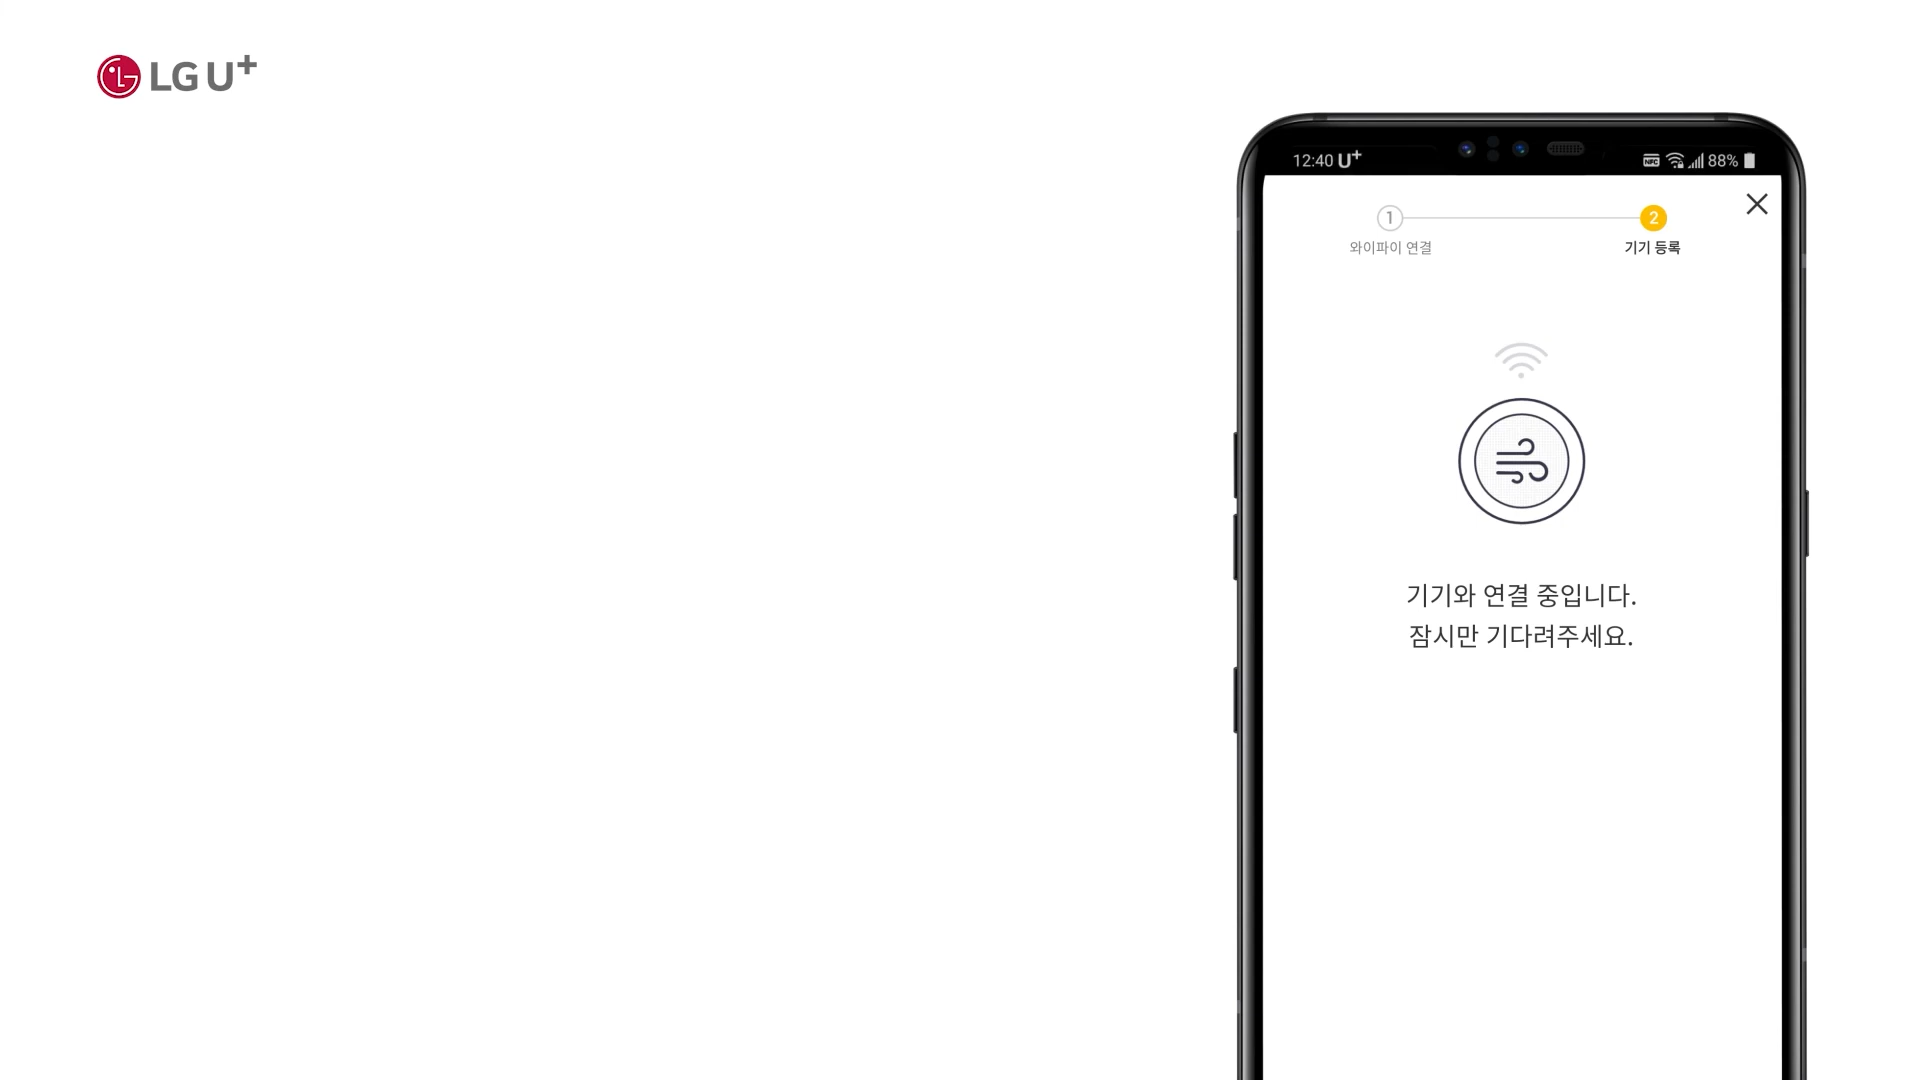 LG U+
12:40 U+
NFC 88%
1
2
와이파이 연결
기기 등록
기기와 연결 중입니다.
잠시만 기다려주세요.